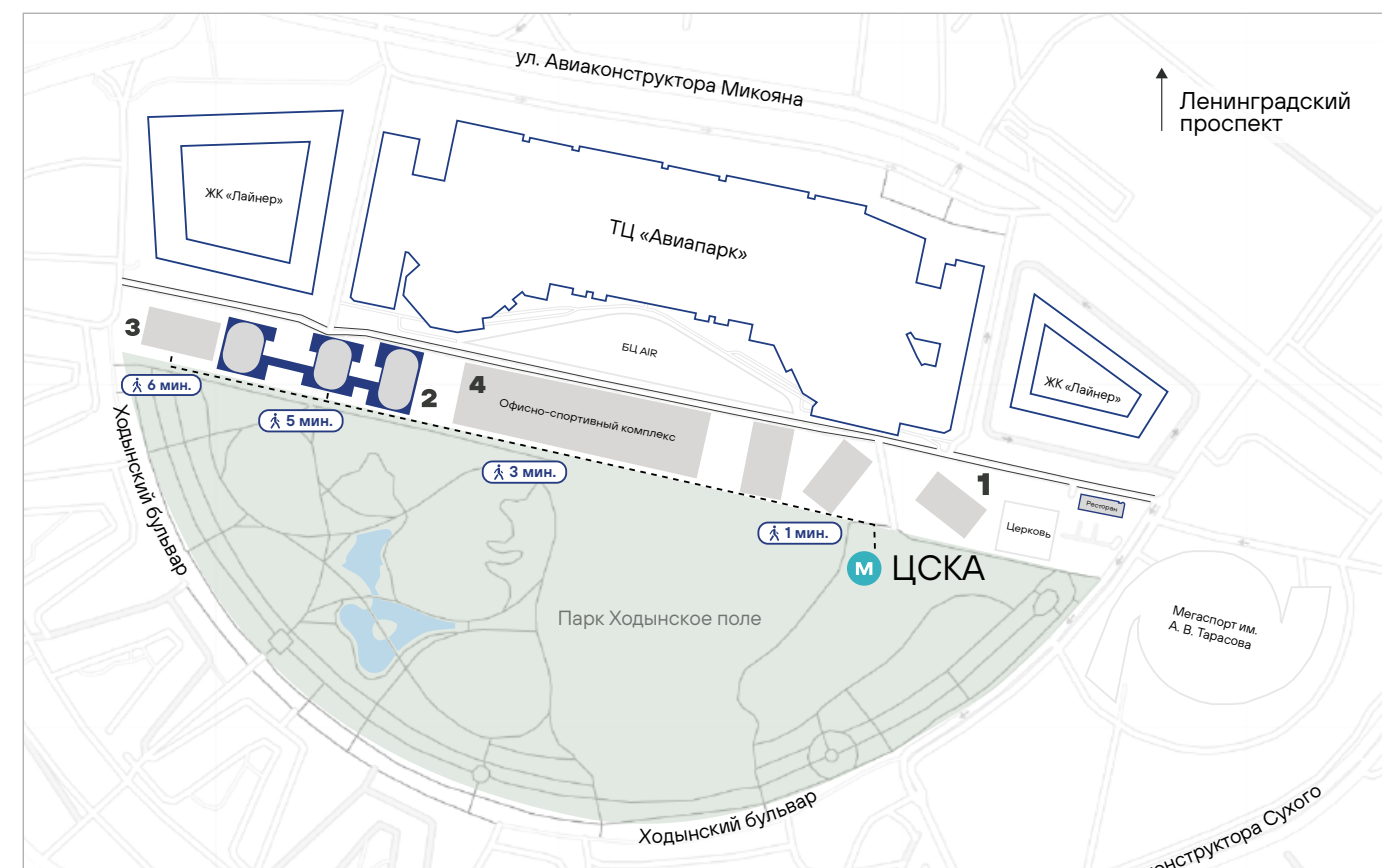 ул. Авиаконструктора Микояна
Ленинградский
проспект
ЖК «Лайнер»
ТЦ «Авиапарк»
3
БЦ AIR
ЖК «Лайнер»
6 мин.
2
4
Офисно-спортивный комплекс
5 мин.
3 мин.
1
Ресторан
Церковь
1 мин.
М ЦСКА
Ходынский бульвар
Парк Ходынское поле
Мегаспорт им.
А. В. Тарасова
Ходынский бульвар
конструктора Сухого